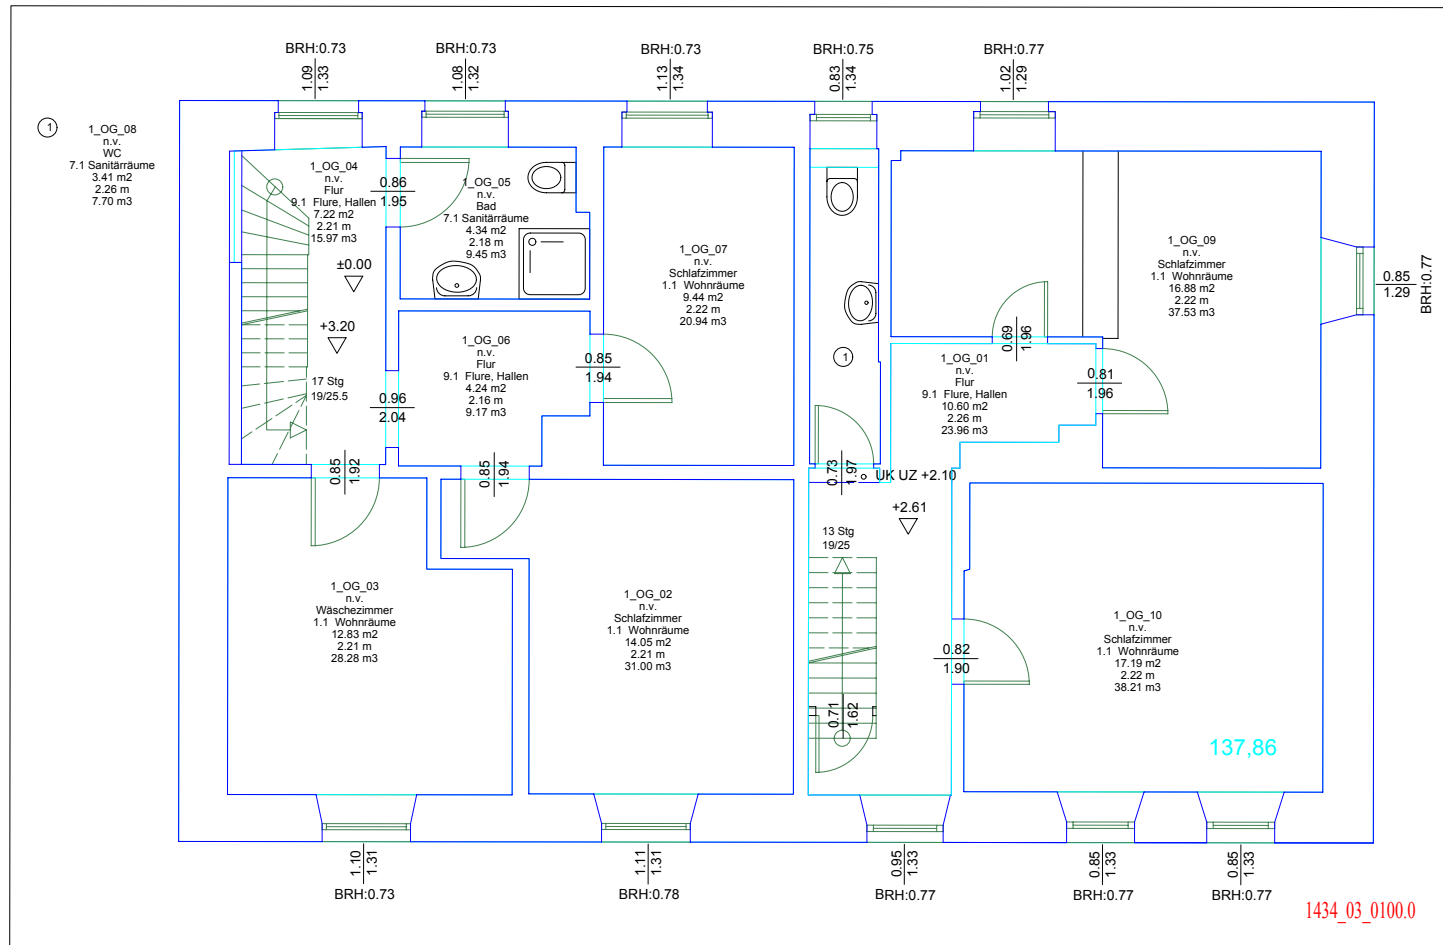 BRH:0.73
1.09
1.33
BRH:0.73
1.08
1.32
BRH:0.73
1.13
1.34
BRH:0.75
0.83
1.34
BRH:0.77
1.02
1.29
1
1_OG_08
n.v.
WC
7.1 Sanitärräume
3.41 m2
2.26 m
7.70 m3
1_OG_04
n.v.
Flur
9.1 Flure, Hallen
7.22 m2
2.21 m
15.97 m3
±0.00
+3.20
17 Stg
19/25.5
0.86
1.95
1_OG_05
n.v.
Bad
7.1 Sanitärräume
4.34 m2
2.18 m
9.45 m3
1_OG_07
n.v.
Schlafzimmer
1.1 Wohnräume
9.44 m2
2.22 m
20.94 m3
1_OG_09
n.v.
Schlafzimmer
1.1 Wohnräume
16.88 m2
2.22 m
37.53 m3
0.85
1.29
BRH:0.77
1_OG_06
n.v.
Flur
9.1 Flure, Hallen
4.24 m2
2.16 m
9.17 m3
0.85
1.94
0.96
2.04
1
0.69
1.96
1_OG_01
n.v.
Flur
9.1 Flure, Hallen
10.60 m2
2.26 m
23.96 m3
0.81
1.96
0.85
1.92
0.85
1.94
0.73
1.97
UK UZ +2.10
+2.61
13 Stg
19/25
1_OG_03
n.v.
Wäschezimmer
1.1 Wohnräume
12.83 m2
2.21 m
28.28 m3
1_OG_02
n.v.
Schlafzimmer
1.1 Wohnräume
14.05 m2
2.21 m
31.00 m3
0.82
1.90
1_OG_10
n.v.
Schlafzimmer
1.1 Wohnräume
17.19 m2
2.22 m
38.21 m3
0.71
1.62
137,86
1.10
1.31
BRH:0.73
1.11
1.31
BRH:0.78
0.95
1.33
BRH:0.77
0.85
1.33
BRH:0.77
0.85
1.33
BRH:0.77
1434_03_0100.0